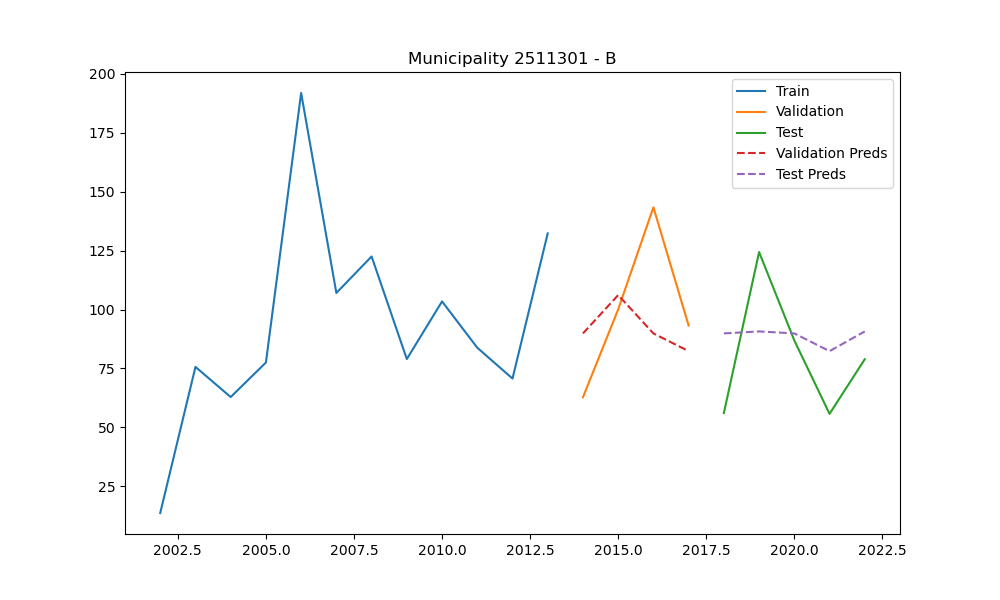 Municipality 2511301 - B
200
175
150
125
100
75
50
25
2002.5 2005.0 2007.5 2010.0 2012.5 2015.0 2017.5 2020.0 2022.5
Train
Validation
Test
Validation Preds
Test Preds